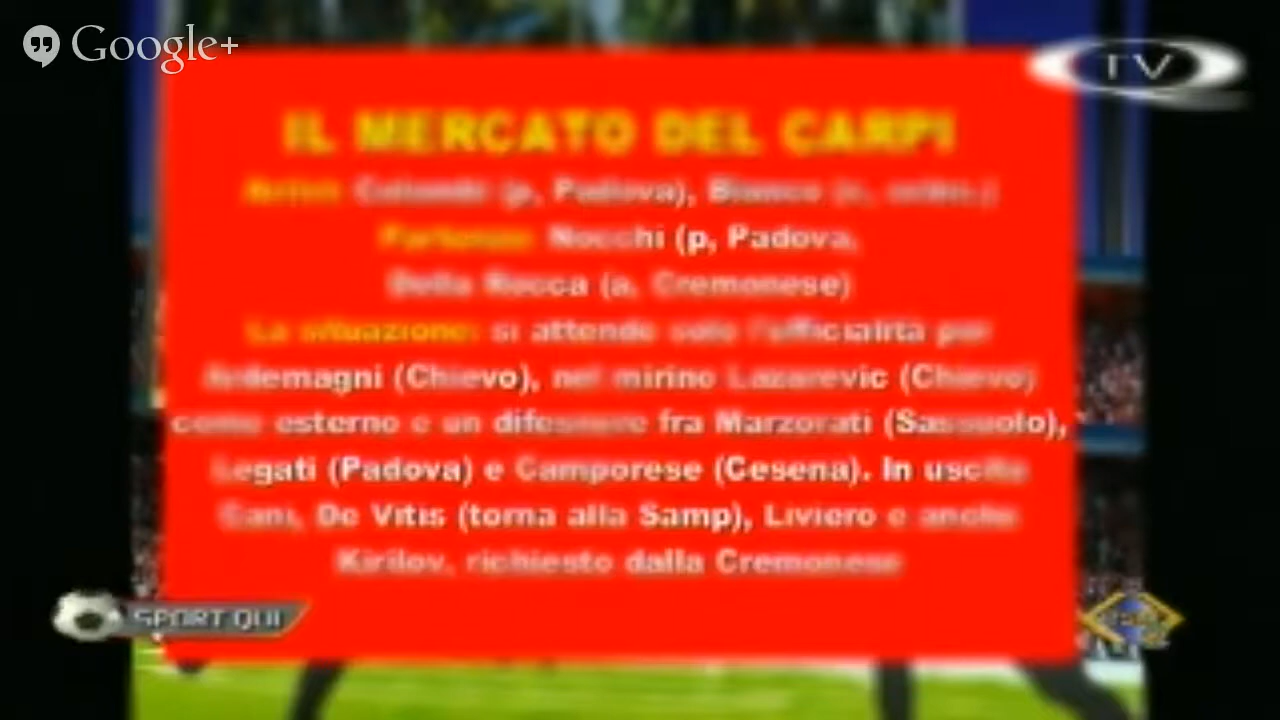 Google+
TV
IL MERCATO DEL CARPI
Arrivi: Colombi (p, Padova), Bianco (c, svinc.)
Partenze: Nocchi (p, Padova,
Della Rocca (a, Cremonese)
La situazione: si attende solo l'ufficialità per
Ardemagni (Chievo), nel mirino Lazarevic (Chievo)
come esterno e un difensore fra Marzorati (Sassuolo),
Legati (Padova) e Camporese (Cesena). In uscita
Cani, De Vitis (torna alla Samp), Liviero e anche
Kirilov, richiesto dalla Cremonese
SPORT QUI